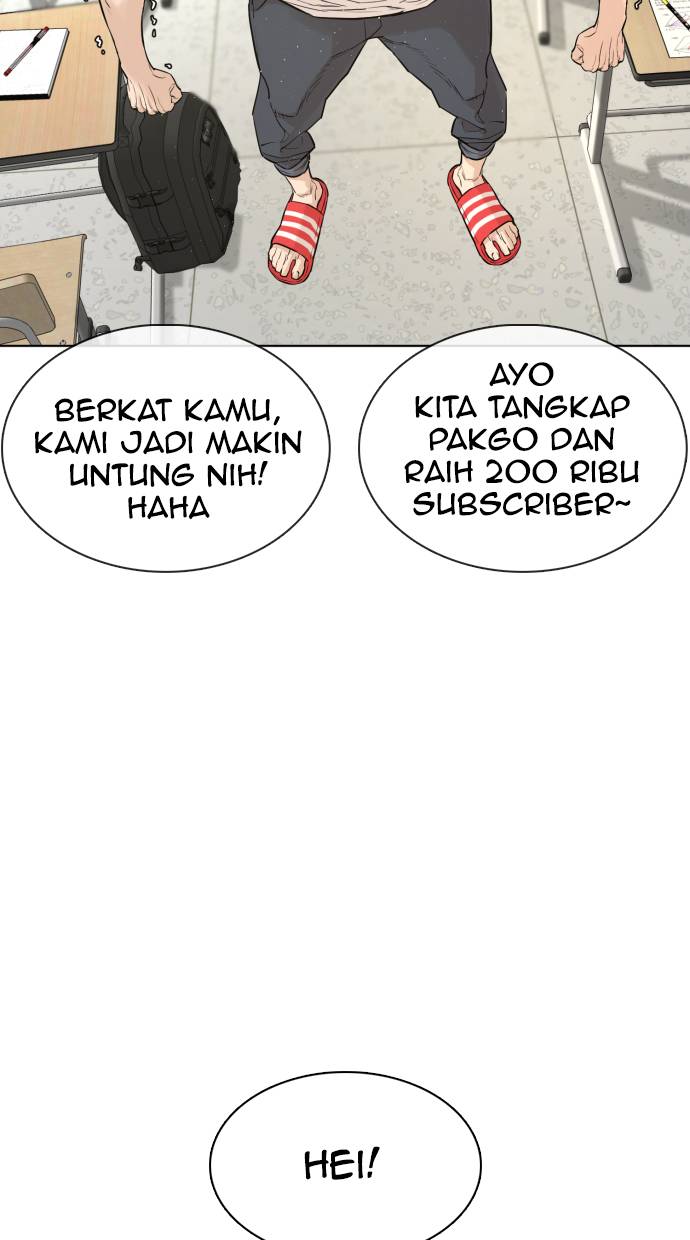 BERKAT KAMU,
KAMI JADI MAKIN
UNTUNG NIH!
HAHA
AYO
KITA TANGKAP
PAKGO DAN
RAIH 200 RIBU
SUBSCRIBER~
HEI!